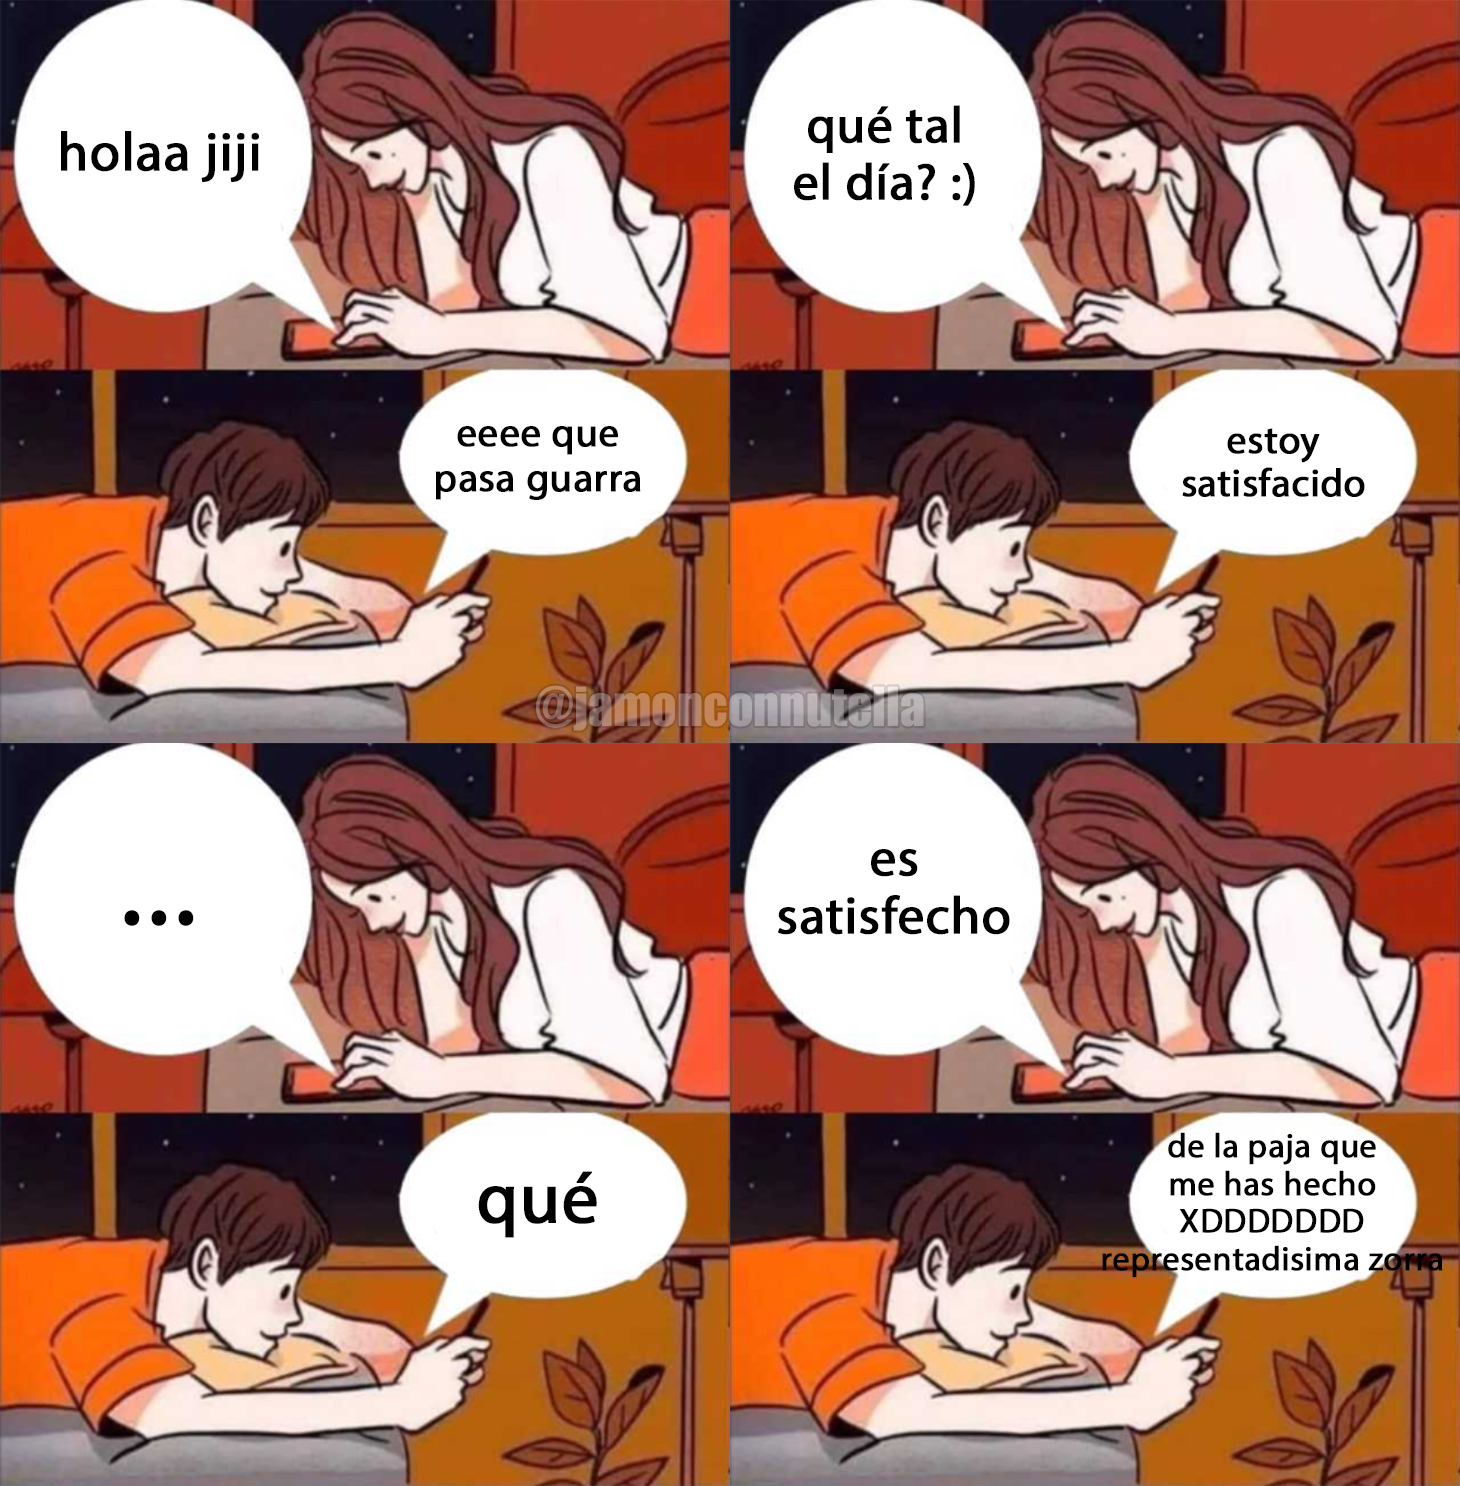 holaa jiji
qué tal
el día? :)
eeee que
pasa guarra
estoy
satisfacido
@jamonconnutella
...
es
satisfecho
qué
de la paja que
me has hecho
XDDDDDDD
representadisima zorra